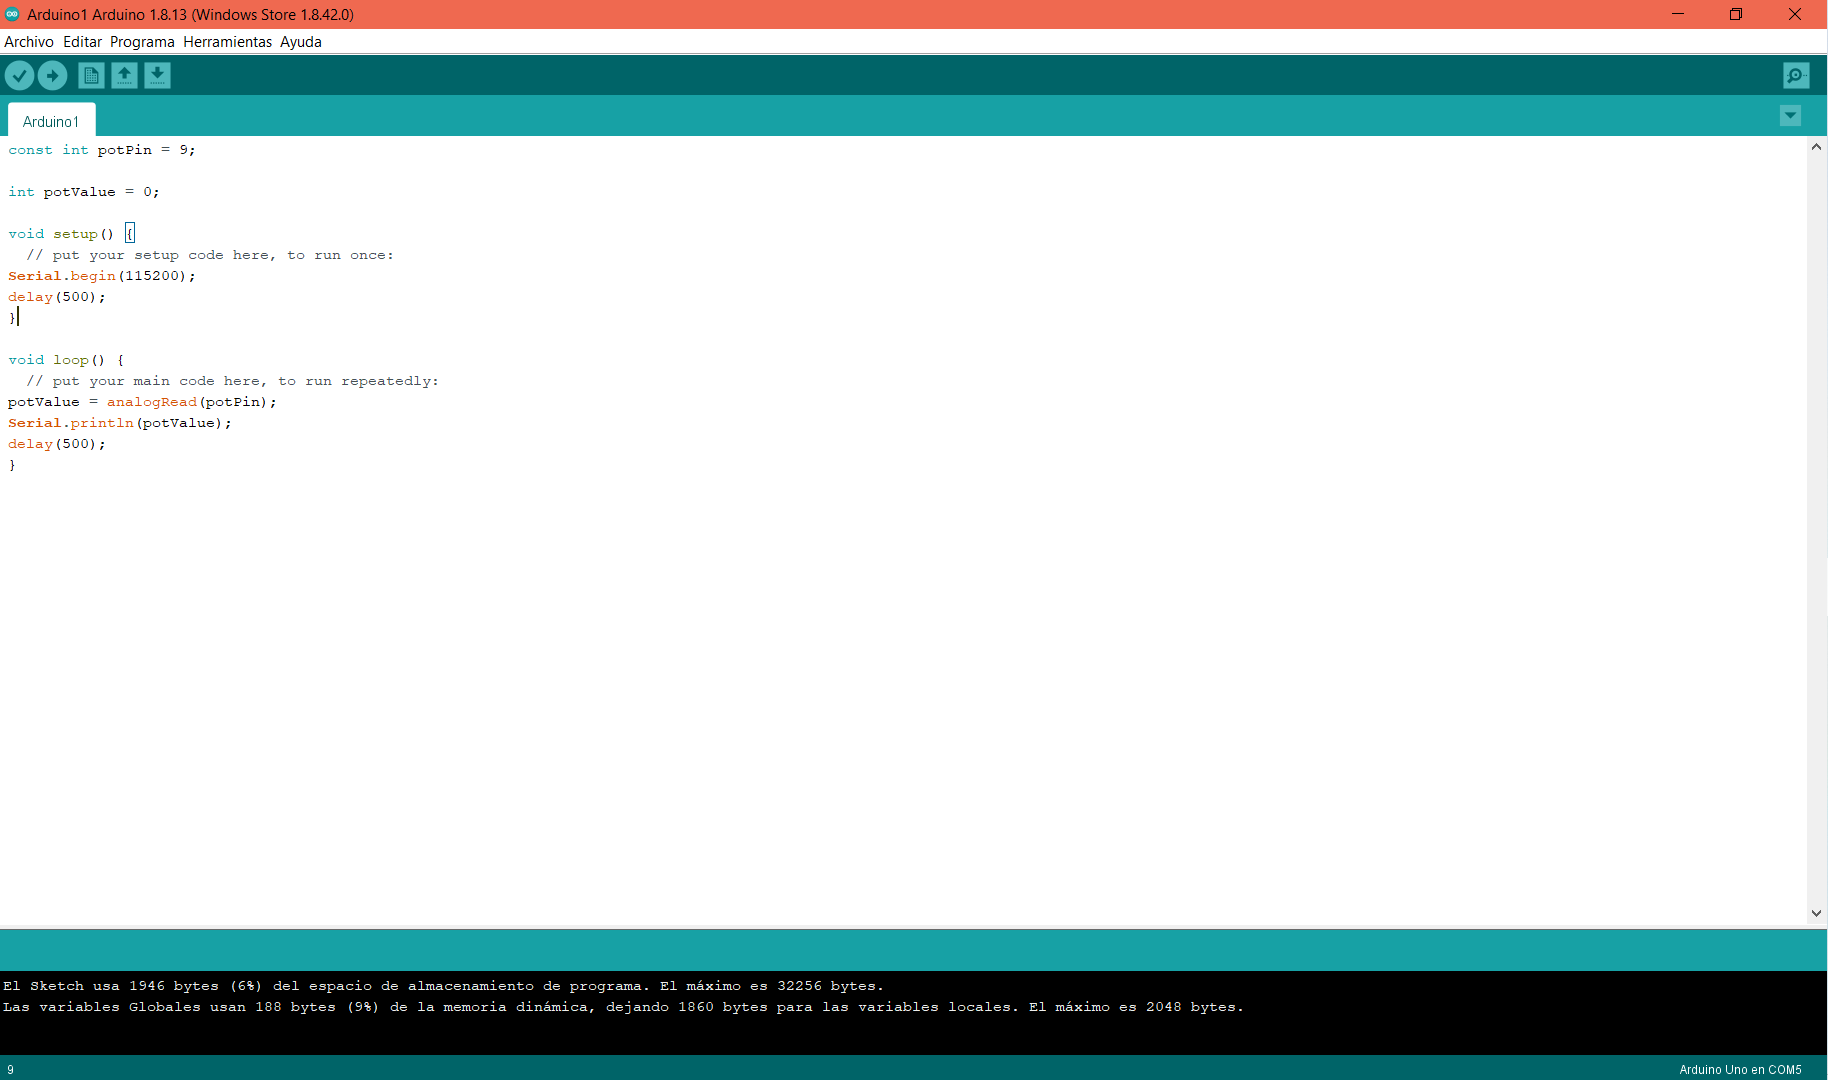 Arduino1 Arduino 1.8.13 (Windows Store 1.8.42.0)
Archivo Editar Programa Herramientas Ayuda
Arduino1
const int potPin = 9;
int potValue = 0;
void setup() {
  // put your setup code here, to run once:
Serial.begin(115200);
delay(500);
}
void loop() {
  // put your main code here, to run repeatedly:
potValue = analogRead(potPin);
Serial.println(potValue);
delay(500);
}
El Sketch usa 1946 bytes (6%) del espacio de almacenamiento de programa. El máximo es 32256 bytes.
Las variables Globales usan 188 bytes (9%) de la memoria dinámica, dejando 1860 bytes para las variables locales. El máximo es 2048 bytes.
9 Arduino Uno en COM5